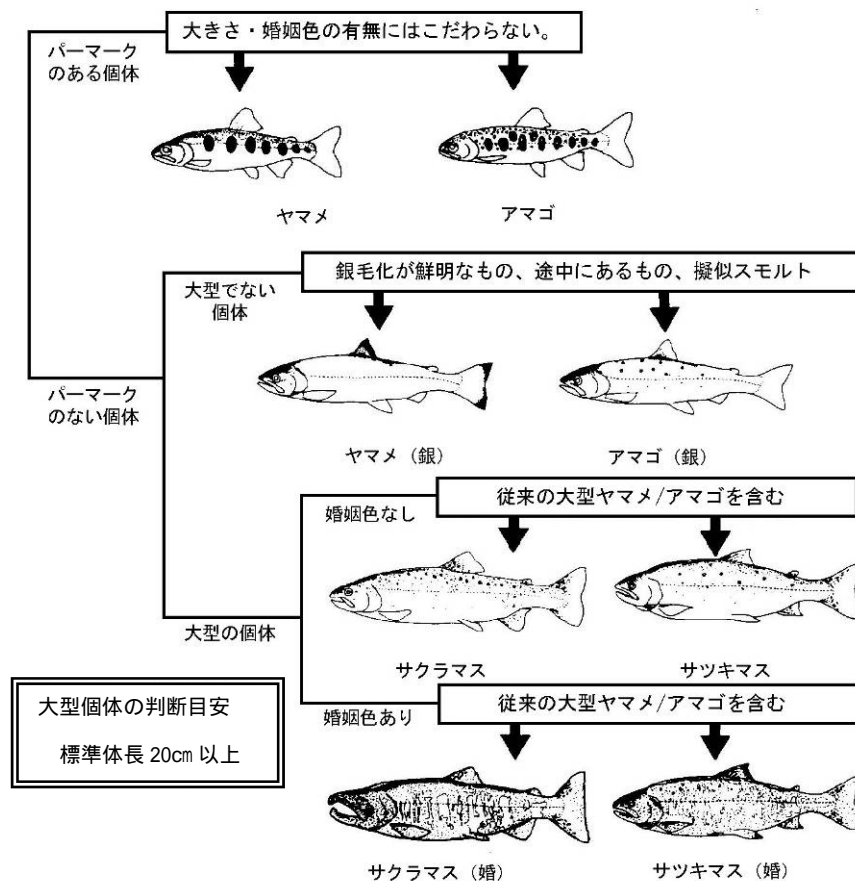 大きさ・婚姻色の有無にはこだわらない。
パーマーク
のある個体
ヤマメ
アマゴ
銀毛化が鮮明なもの、途中にあるもの、擬似スモルト
大型でない
個体
パーマーク
のない個体
ヤマメ（銀）
アマゴ（銀）
従来の大型ヤマメ/アマゴを含む
婚姻色なし
大型の個体
サクラマス
サツキマス
大型個体の判断目安
標準体長 20㎝ 以上
従来の大型ヤマメ/アマゴを含む
婚姻色あり
サクラマス（婚）
サツキマス（婚）